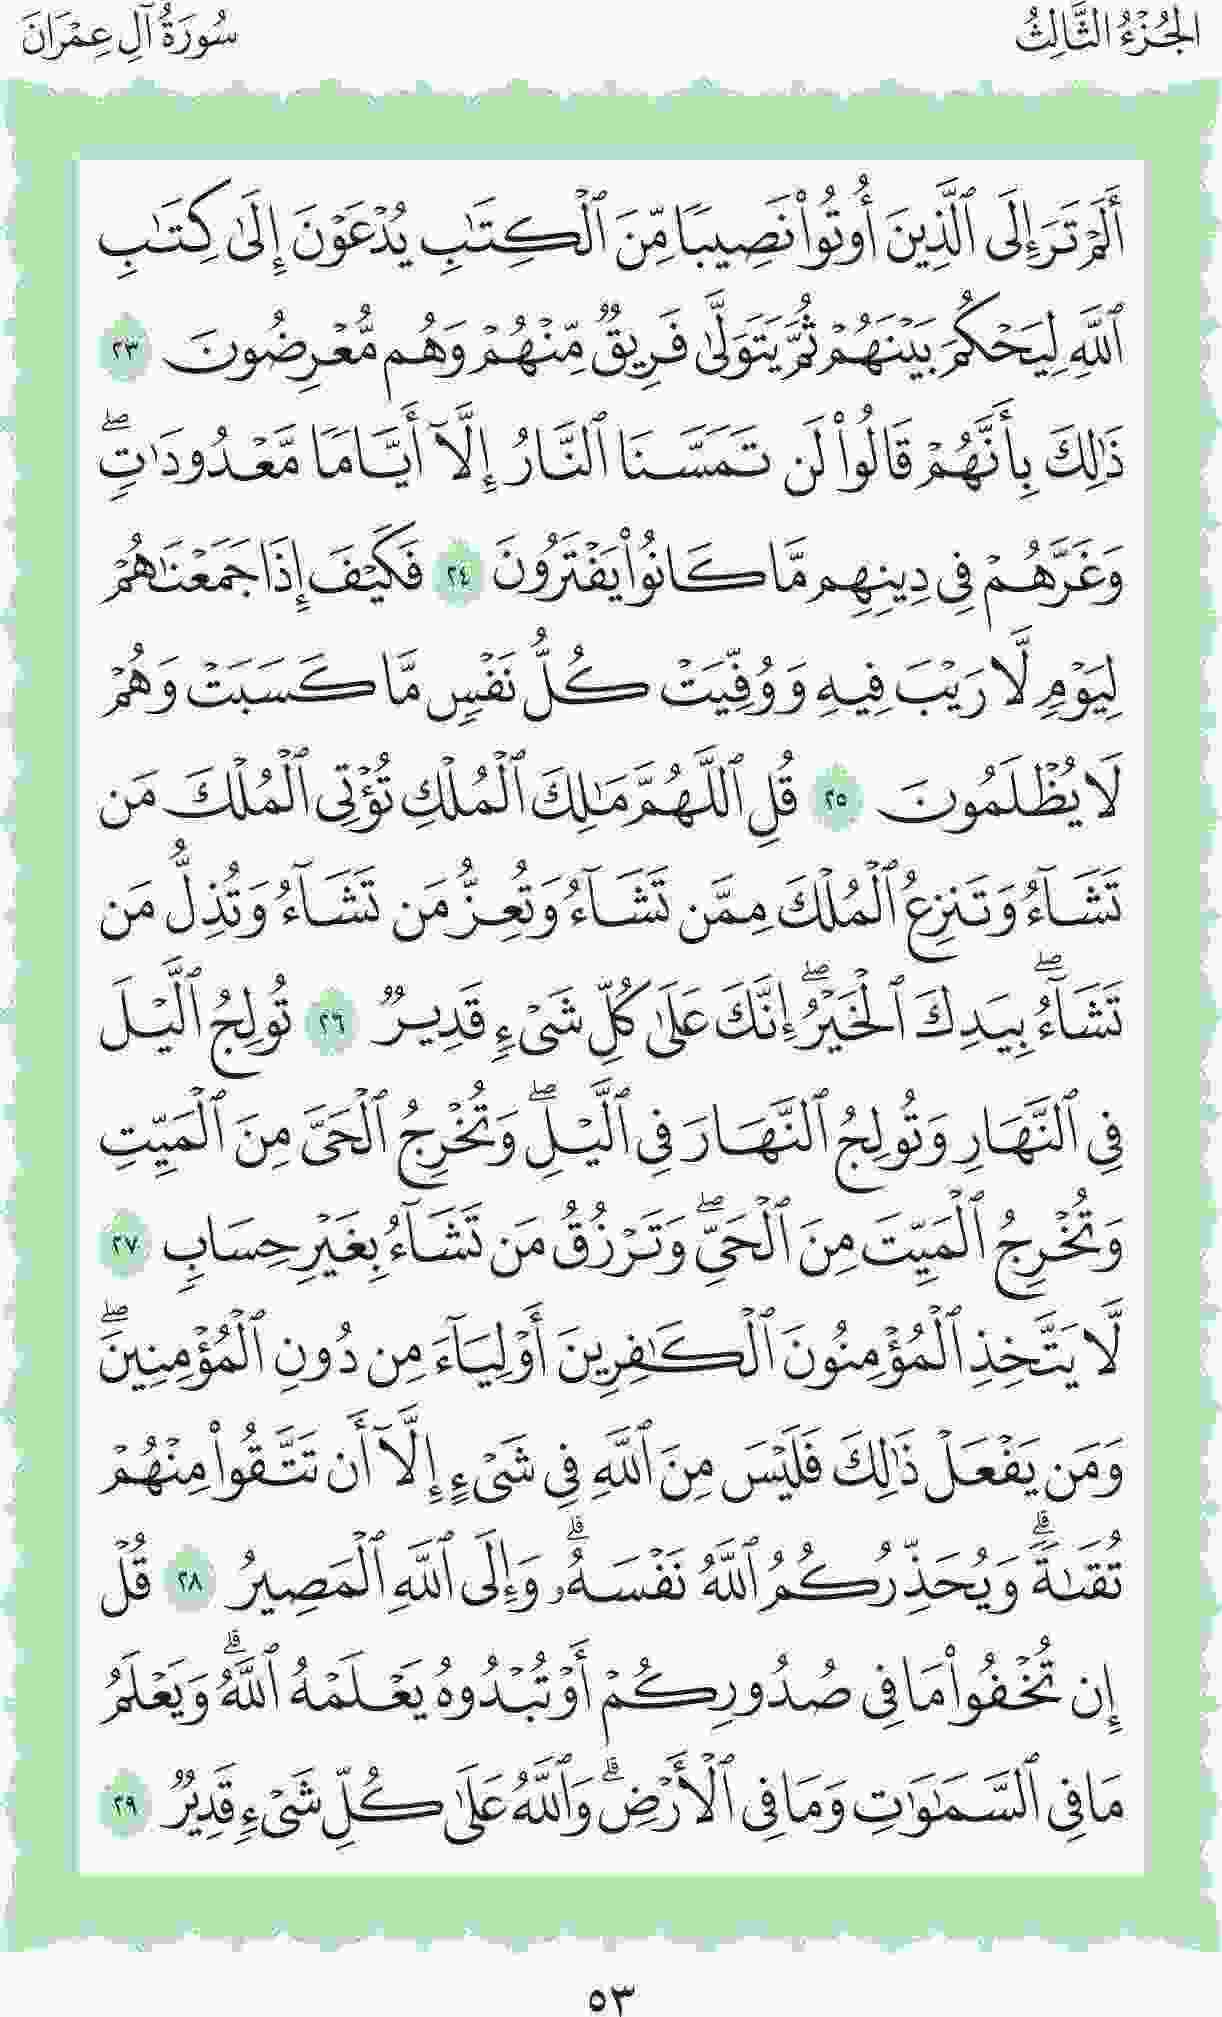 الجُزْءُ الثَّالِثُ
سُورَةُ آلِ عِمْرَانَ
أَلَمْ تَرَ إِلَى ٱلَّذِينَ أُوتُوا۟ نَصِيبًا مِّنَ ٱلْكِتَٰبِ يُدْعَوْنَ إِلَىٰ كِتَٰبِ
ٱللَّهِ لِيَحْكُمَ بَيْنَهُمْ ثُمَّ يَتَوَلَّىٰ فَرِيقٌ مِّنْهُمْ وَهُم مُّعْرِضُونَ ٢٣
ذَٰلِكَ بِأَنَّهُمْ قَالُوا۟ لَن تَمَسَّنَا ٱلنَّارُ إِلَّآ أَيَّامًا مَّعْدُودَٰتٍۖ
وَغَرَّهُمْ فِى دِينِهِم مَّا كَانُوا۟ يَفْتَرُونَ ٢٤ فَكَيْفَ إِذَا جَمَعْنَٰهُمْ
لِيَوْمٍ لَّا رَيْبَ فِيهِ وَوُفِّيَتْ كُلُّ نَفْسٍ مَّا كَسَبَتْ وَهُمْ
لَا يُظْلَمُونَ ٢٥ قُلِ ٱللَّهُمَّ مَٰلِكَ ٱلْمُلْكِ تُؤْتِى ٱلْمُلْكَ مَن
تَشَآءُ وَتَنزِعُ ٱلْمُلْكَ مِمَّن تَشَآءُ وَتُعِزُّ مَن تَشَآءُ وَتُذِلُّ مَن
تَشَآءُۖ بِيَدِكَ ٱلْخَيْرُۖ إِنَّكَ عَلَىٰ كُلِّ شَىْءٍ قَدِيرٌ ٢٦ تُولِجُ ٱلَّيْلَ
فِى ٱلنَّهَارِ وَتُولِجُ ٱلنَّهَارَ فِى ٱلَّيْلِۖ وَتُخْرِجُ ٱلْحَىَّ مِنَ ٱلْمَيِّتِ
وَتُخْرِجُ ٱلْمَيِّتَ مِنَ ٱلْحَىِّۖ وَتَرْزُقُ مَن تَشَآءُ بِغَيْرِ حِسَابٍ ٢٧
لَّا يَتَّخِذِ ٱلْمُؤْمِنُونَ ٱلْكَٰفِرِينَ أَوْلِيَآءَ مِن دُونِ ٱلْمُؤْمِنِينَۖ
وَمَن يَفْعَلْ ذَٰلِكَ فَلَيْسَ مِنَ ٱللَّهِ فِى شَىْءٍ إِلَّآ أَن تَتَّقُوا۟ مِنْهُمْ
تُقَىٰةًۗ وَيُحَذِّرُكُمُ ٱللَّهُ نَفْسَهُۥۗ وَإِلَى ٱللَّهِ ٱلْمَصِيرُ ٢٨ قُلْ
إِن تُخْفُوا۟ مَا فِى صُدُورِكُمْ أَوْ تُبْدُوهُ يَعْلَمْهُ ٱللَّهُۗ وَيَعْلَمُ
مَا فِى ٱلسَّمَٰوَٰتِ وَمَا فِى ٱلْأَرْضِۗ وَٱللَّهُ عَلَىٰ كُلِّ شَىْءٍ قَدِيرٌ ٢٩
٥٣